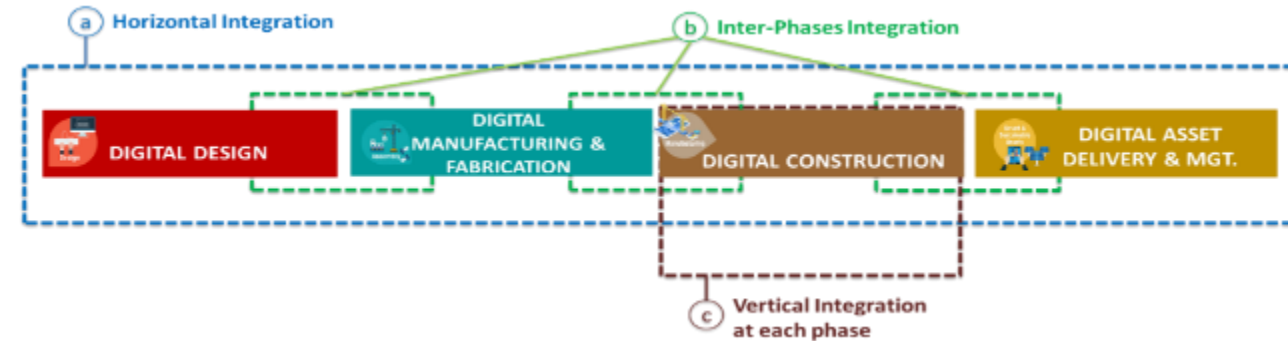 a Horizontal Integration
b Inter-Phases Integration
DIGITAL DESIGN
DIGITAL
MANUFACTURING &
FABRICATION
DIGITAL CONSTRUCTION
DIGITAL ASSET
DELIVERY & MGT.
c Vertical Integration
at each phase